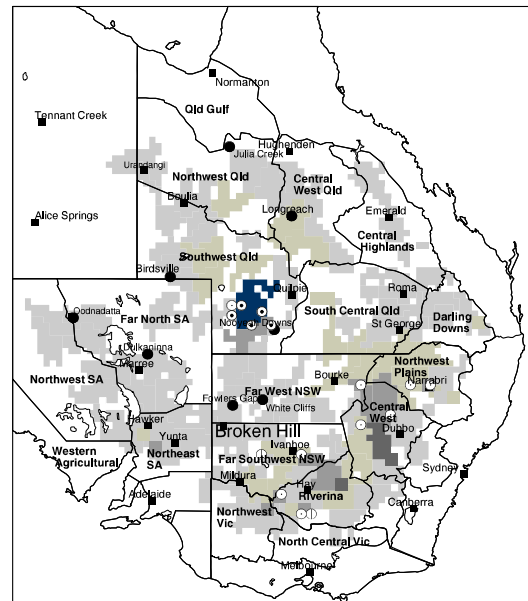 Normanton
Qld Gulf
Tennant Creek
Hughenden
Julia Creek
Urandangi
Northwest Qld
Central
West Qld
Boulia
Longreach
Emerald
Alice Springs
Central
Highlands
Southwest Qld
Birdsville
Quilpie
Roma
Oodnadatta
Far North SA
Nooyeah Downs
South Central Qld
St George
Darling
Downs
Dulkaninna
Marree
Northwest SA
Northwest
Plains
Bourke
Narrabri
Fowlers Gap
Far West NSW
White Cliffs
Central
West
Hawker
Broken Hill
Dubbo
Yunta
Ivanhoe
Western
Agricultural
Northeast
SA
Far Southwest NSW
Sydney
Mildura
Hay
Adelaide
Riverina
Canberra
Northwest
Vic
North Central Vic
Melbourne